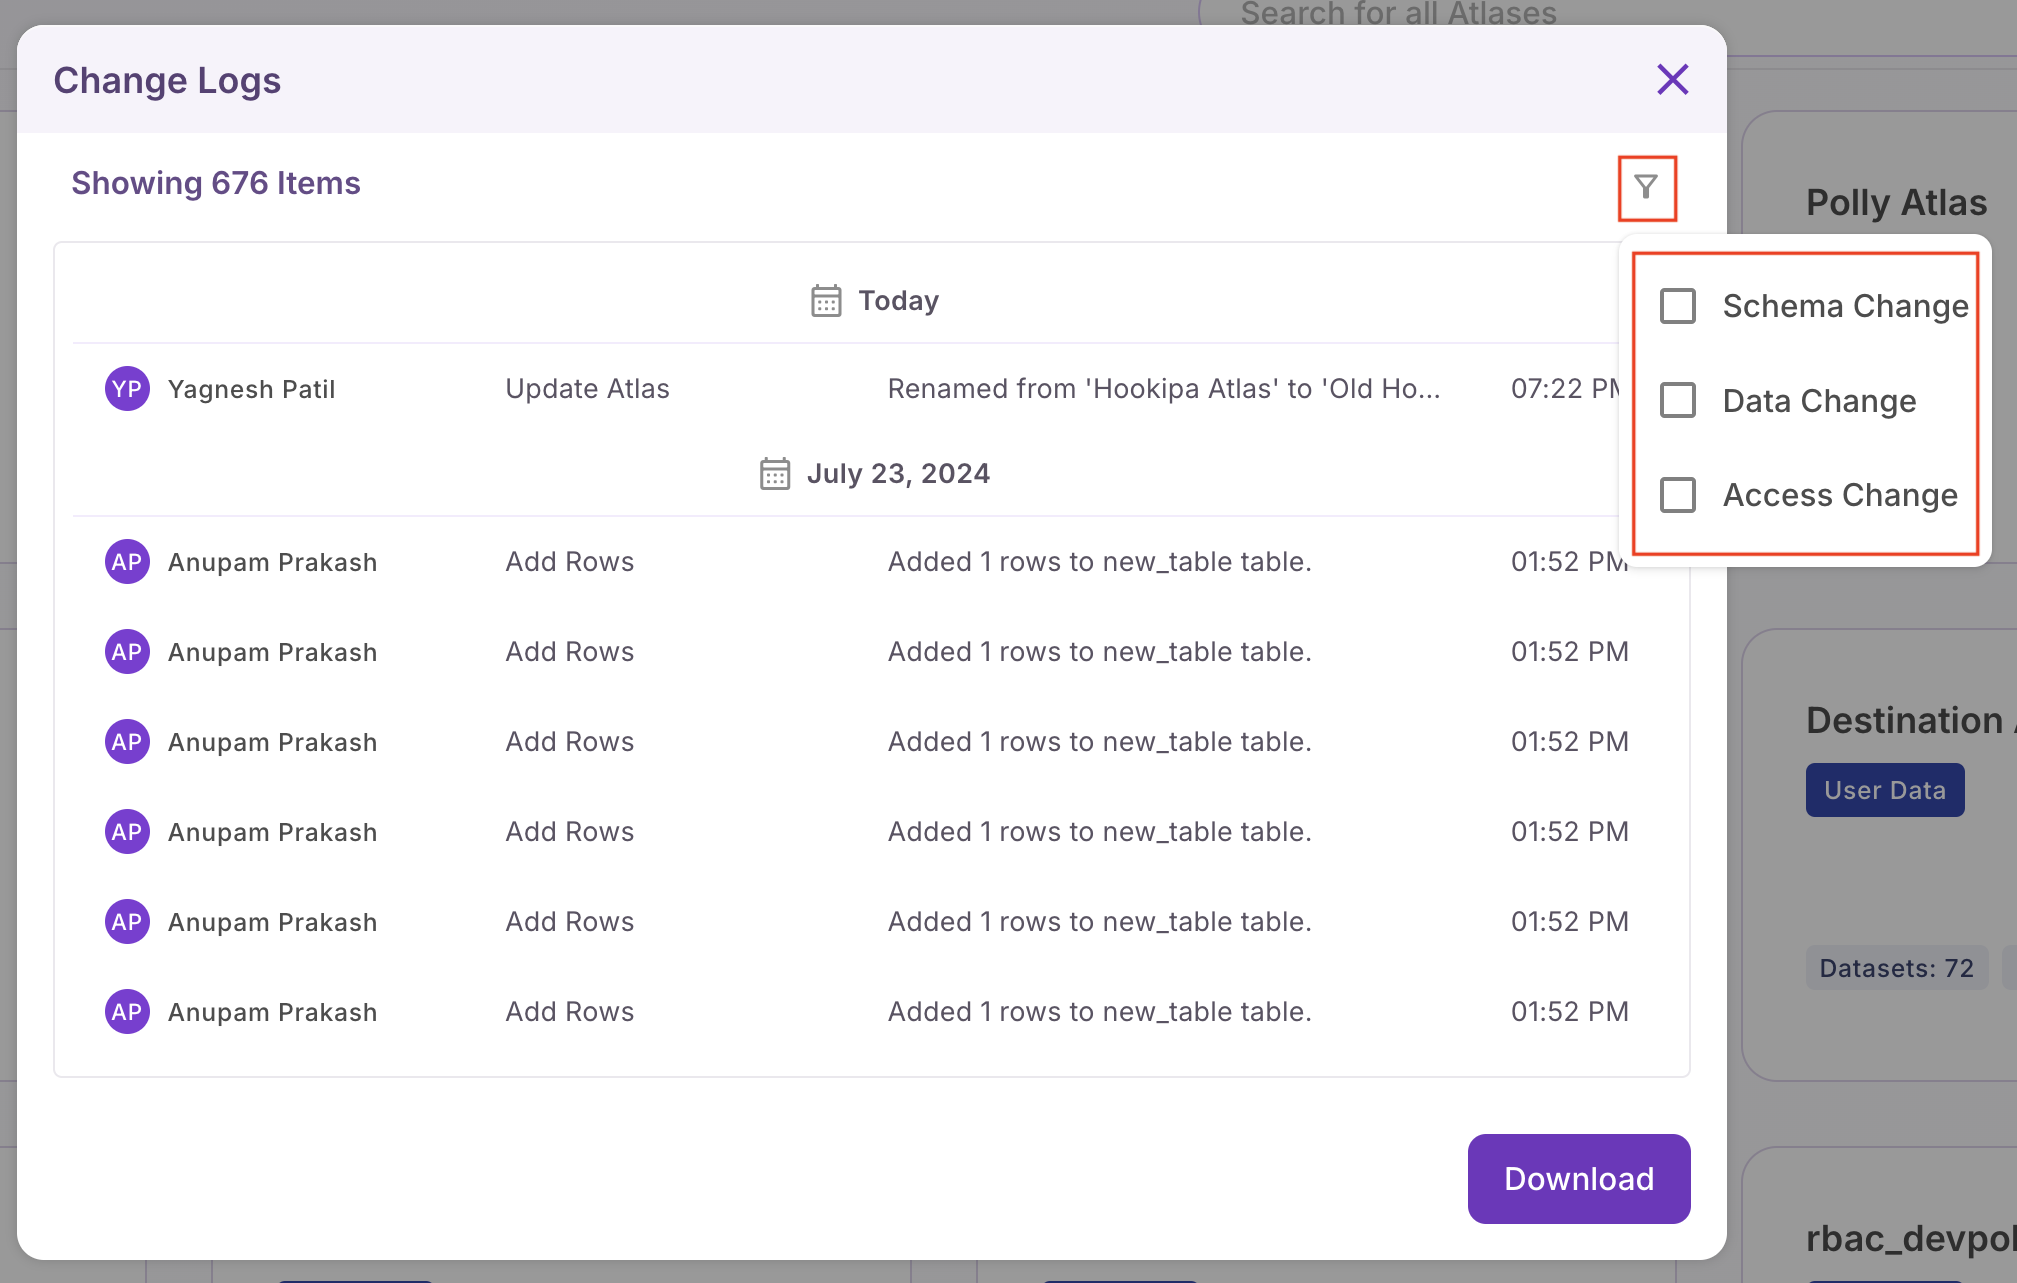 Search for all Atlases
Change Logs
Showing 676 Items
Polly Atlas
Today
Schema Change
Data Change
Access Change
YP Yagnesh Patil Update Atlas Renamed from 'Hookipa Atlas' to 'Old Ho... 07:22 PM
July 23, 2024
AP Anupam Prakash Add Rows Added 1 rows to new_table table. 01:52 PM
AP Anupam Prakash Add Rows Added 1 rows to new_table table. 01:52 PM
AP Anupam Prakash Add Rows Added 1 rows to new_table table. 01:52 PM
AP Anupam Prakash Add Rows Added 1 rows to new_table table. 01:52 PM
AP Anupam Prakash Add Rows Added 1 rows to new_table table. 01:52 PM
AP Anupam Prakash Add Rows Added 1 rows to new_table table. 01:52 PM
Destination
User Data
Datasets: 72
Download
rbac_devpol